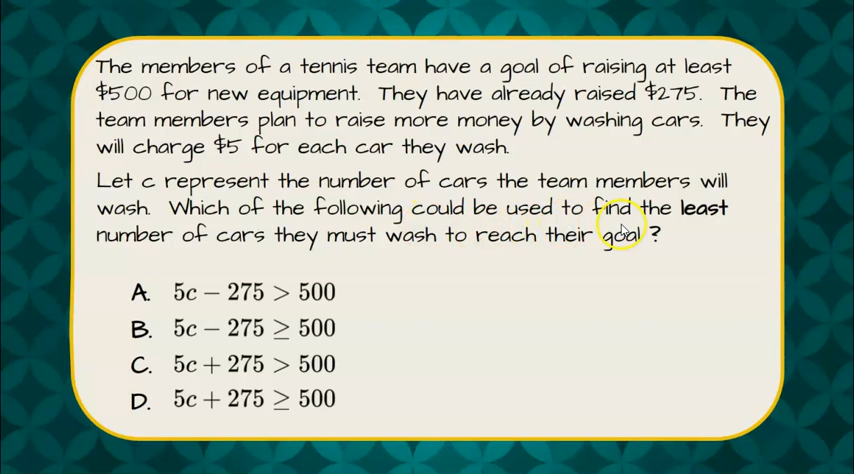 The members of a tennis team have a goal of raising at least
$500 for new equipment. They have already raised $275. The
team members plan to raise more money by washing cars. They
will charge $5 for each car they wash.
Let c represent the number of cars the team members will
wash. Which of the following could be used to find the least
number of cars they must wash to reach their goal ?
A. 5c − 275 > 500
B. 5c − 275 ≥ 500
C. 5c + 275 > 500
D. 5c + 275 ≥ 500